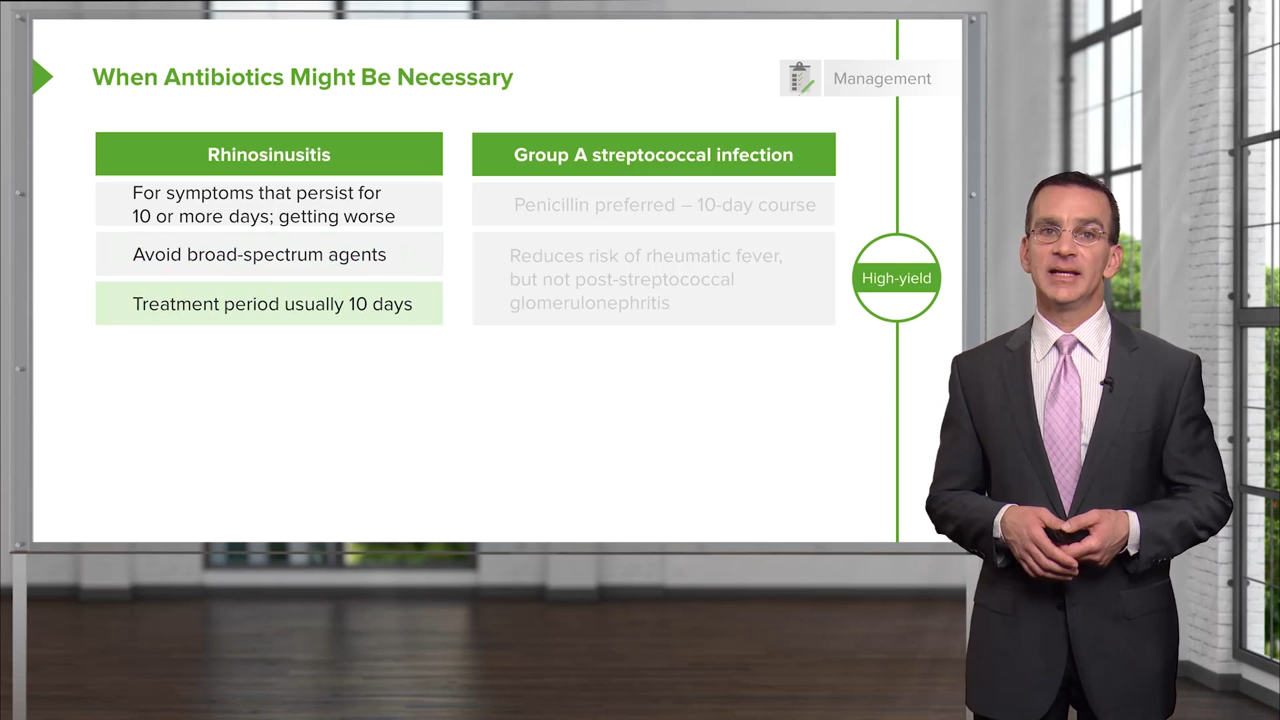 When Antibiotics Might Be Necessary
Management
Rhinosinusitis
For symptoms that persist for
10 or more days; getting worse
Avoid broad-spectrum agents
Treatment period usually 10 days
Group A streptococcal infection
Penicillin preferred – 10-day course
Reduces risk of rheumatic fever,
but not post-streptococcal
glomerulonephritis
High-yield